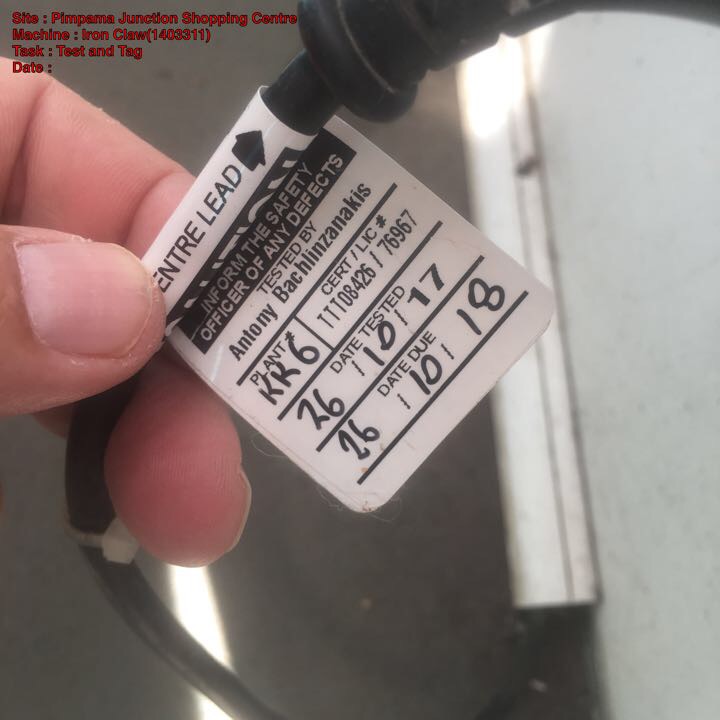 Site : Pimpama Junction Shopping Centre
Machine : Iron Claw(1403311)
Task : Test and Tag
Date :
ENTRE LEAD
INFORM THE SAFETY
OFFICER OF ANY DEFECTS
TESTED BY
Antony Bachlinzanakis
PLANT # CERT / LIC #
KR6 TTT08426 / 76967
DATE TESTED
26 / 10 / 17
DATE DUE
26 / 10 / 18